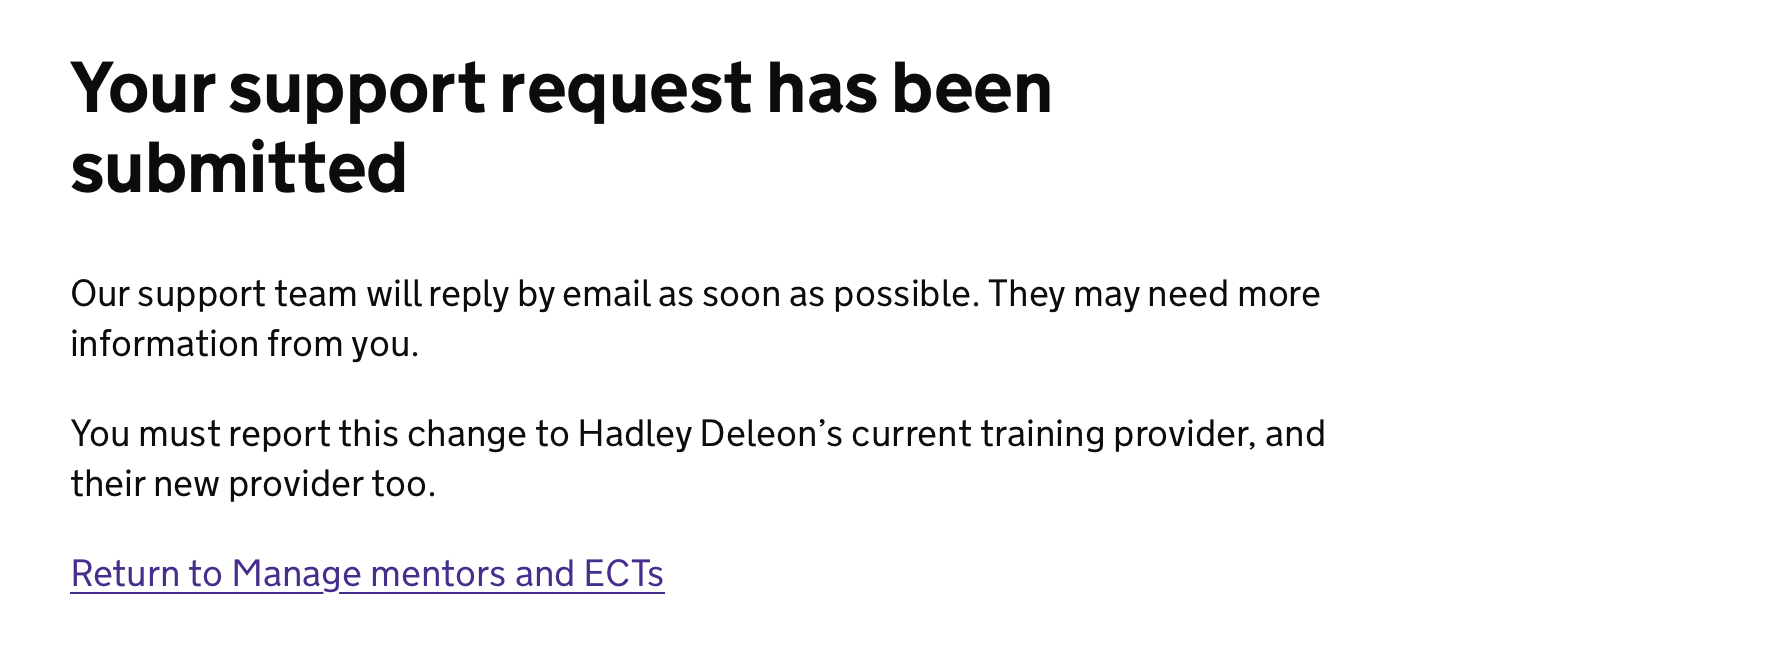 Your support request has been
submitted
Our support team will reply by email as soon as possible. They may need more
information from you.
You must report this change to Hadley Deleon’s current training provider, and
their new provider too.
Return to Manage mentors and ECTs